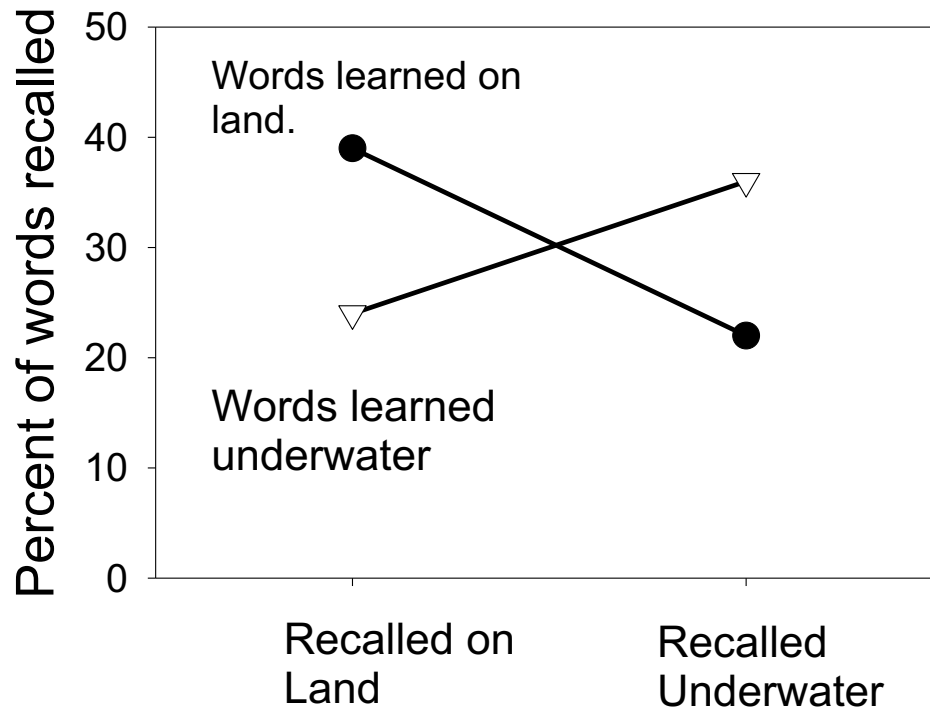 Percent of words recalled
50
40
30
20
10
0
Words learned on
land.
Words learned
underwater
Recalled on
Land
Recalled
Underwater